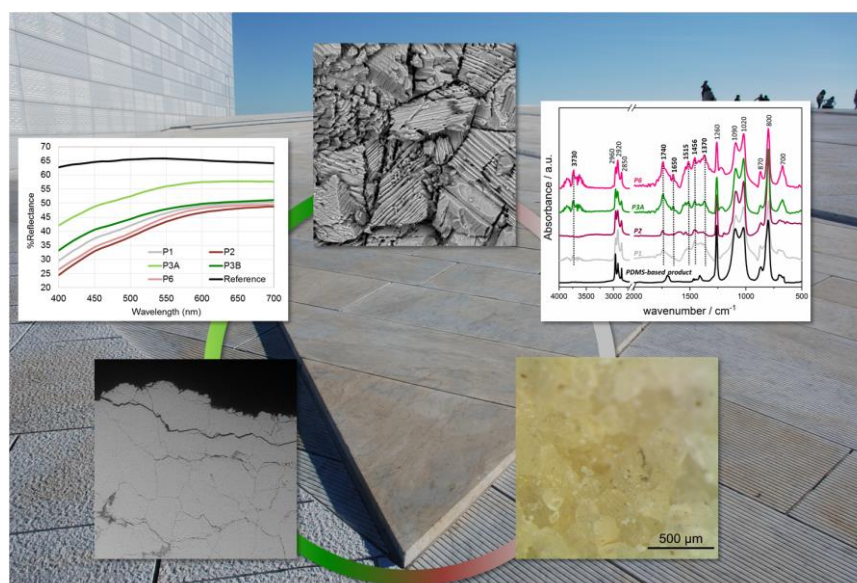 %Reflectance
70
65
60
55
50
45
40
35
30
25
20
400 450 500 550 600 650 700
Wavelength (nm)
P1 P2
P3A P3B
P6 Reference
Absorbance / a.u.
3730
2960
2920
2850
1740
1650
1515
1456
1370
1260
1090
1020
870
800
700
P6
P3A
P2
P1
PDMS-based product
4000 3500 3000 2000 1500 1000 500
wavenumber / cm⁻¹
500 µm